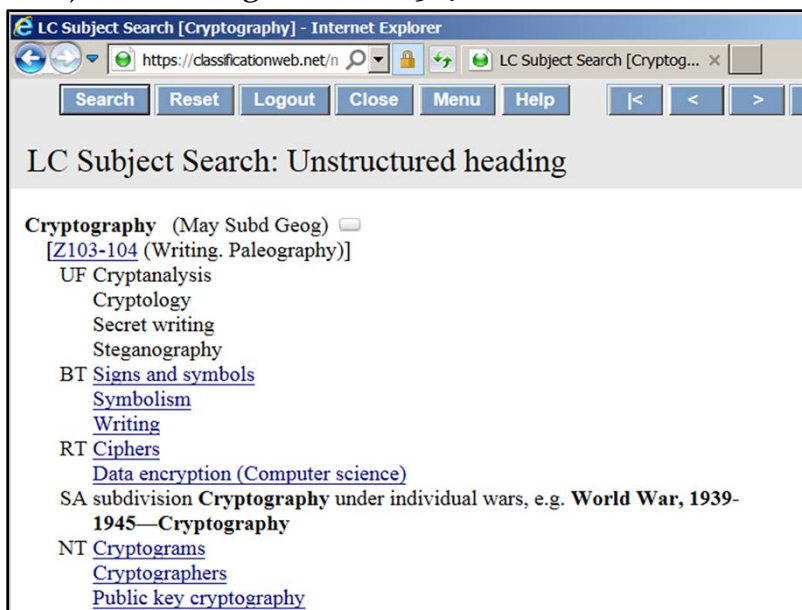 LC Subject Search [Cryptography] - Internet Explorer
https://classificationweb.net/n LC Subject Search [Cryptog...
Search Reset Logout Close Menu Help |< < >
LC Subject Search: Unstructured heading
Cryptography (May Subd Geog)
[Z103-104 (Writing. Paleography)]
UF Cryptanalysis
Cryptology
Secret writing
Steganography
BT Signs and symbols
Symbolism
Writing
RT Ciphers
Data encryption (Computer science)
SA subdivision Cryptography under individual wars, e.g. World War, 1939-
1945—Cryptography
NT Cryptograms
Cryptographers
Public key cryptography